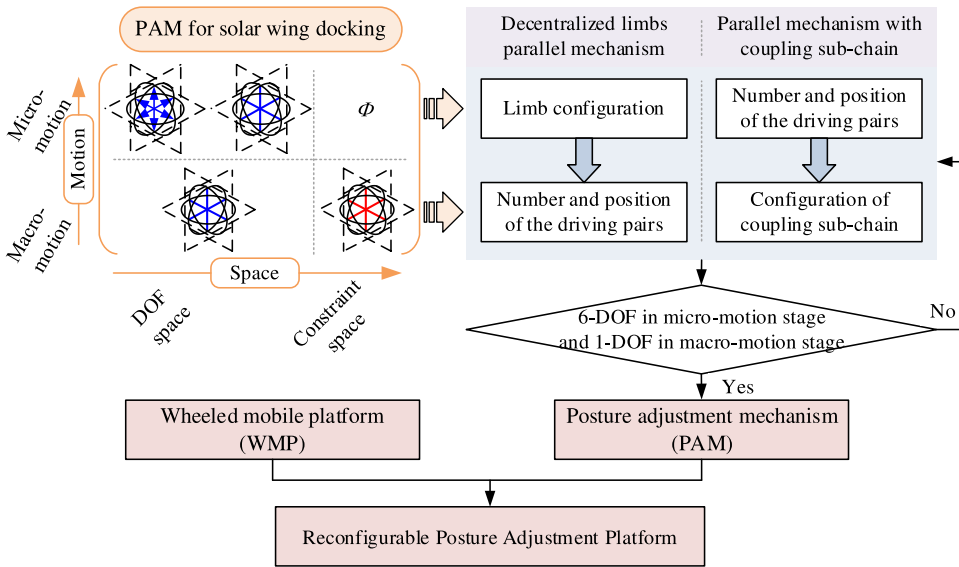 PAM for solar wing docking
Micro-
motion
Motion
Macro-
motion
Φ
Space
DOF
space
Constraint
space
Decentralized limbs
parallel mechanism
Parallel mechanism with
coupling sub-chain
Limb configuration
Number and position
of the driving pairs
Number and position
of the driving pairs
Configuration of
coupling sub-chain
6-DOF in micro-motion stage
and 1-DOF in macro-motion stage
No
Yes
Wheeled mobile platform
(WMP)
Posture adjustment mechanism
(PAM)
Reconfigurable Posture Adjustment Platform